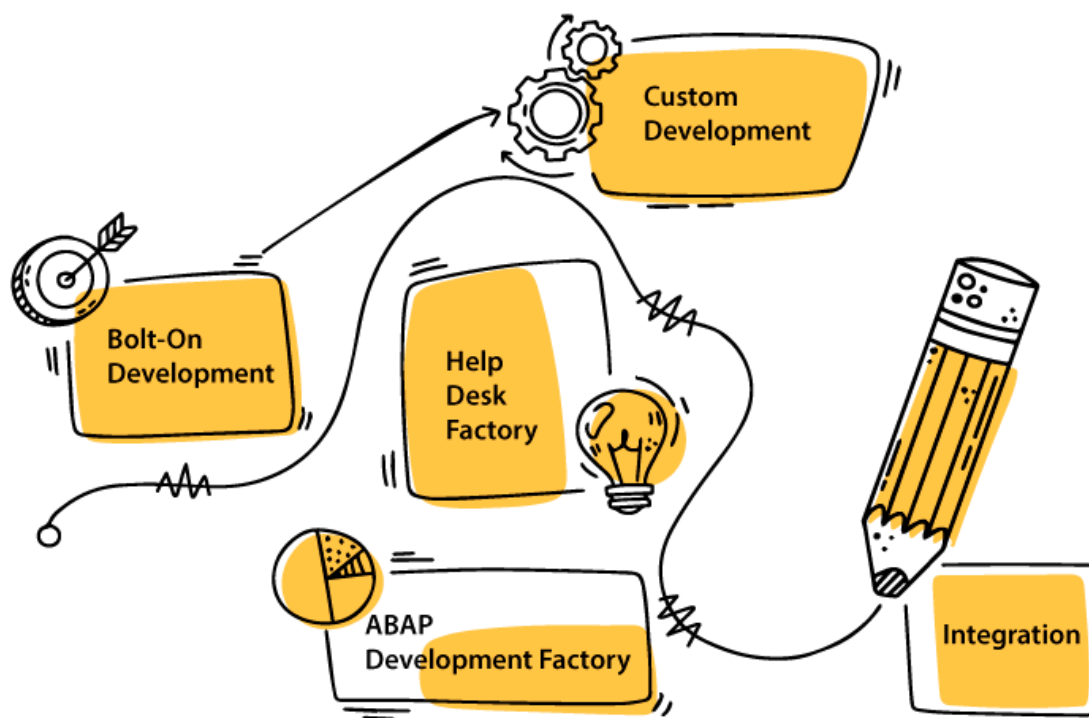 Custom
Development
Bolt-On
Development
Help
Desk
Factory
ABAP
Development Factory
Integration